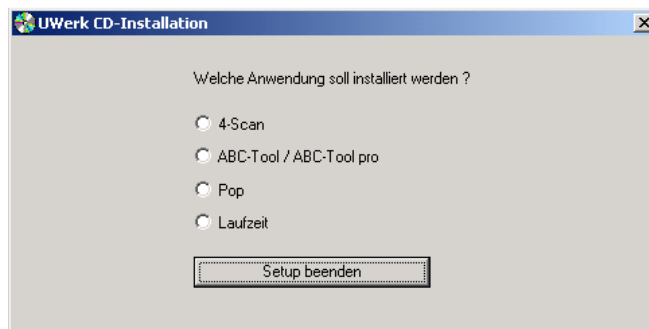 UWerk CD-Installation
Welche Anwendung soll installiert werden ?
4-Scan
ABC-Tool / ABC-Tool pro
Pop
Laufzeit
Setup beenden